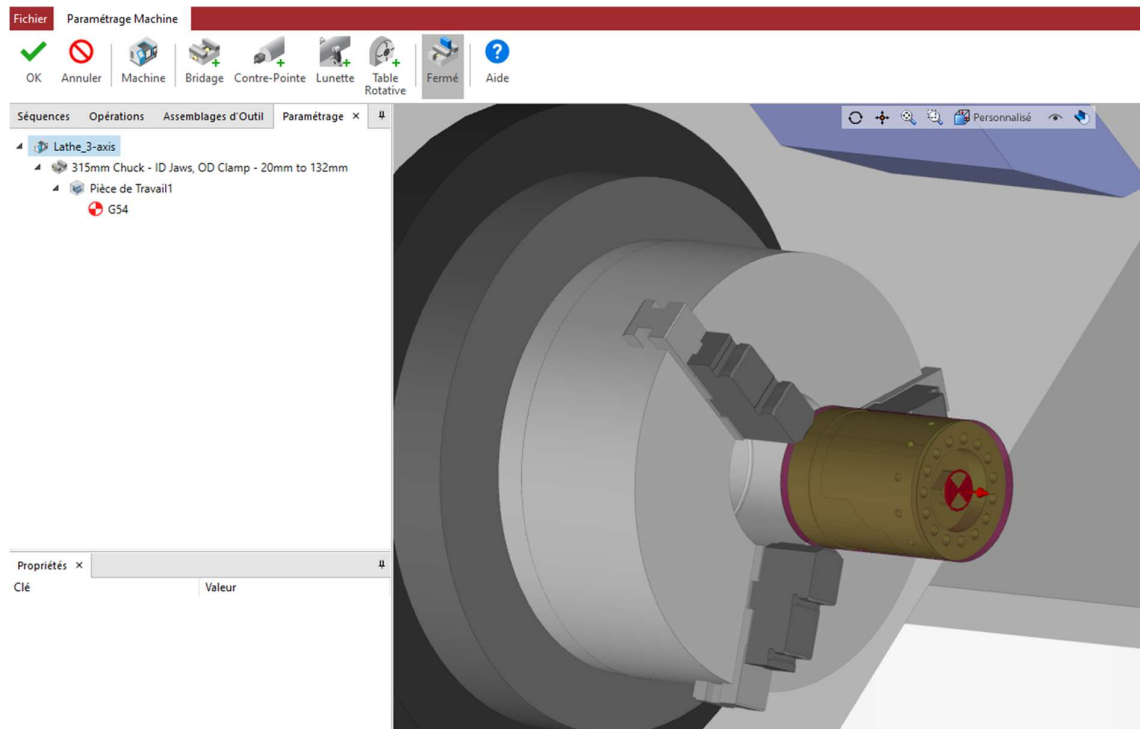 Fichier Paramétrage Machine
OK Annuler Machine Bridage Contre-Pointe Lunette Table Rotative Fermé Aide
Séquences Opérations Assemblages d'Outil Paramétrage
Personnalisé
Lathe_3-axis
315mm Chuck - ID Jaws, OD Clamp - 20mm to 132mm
Pièce de Travail1
G54
Propriétés
Clé Valeur